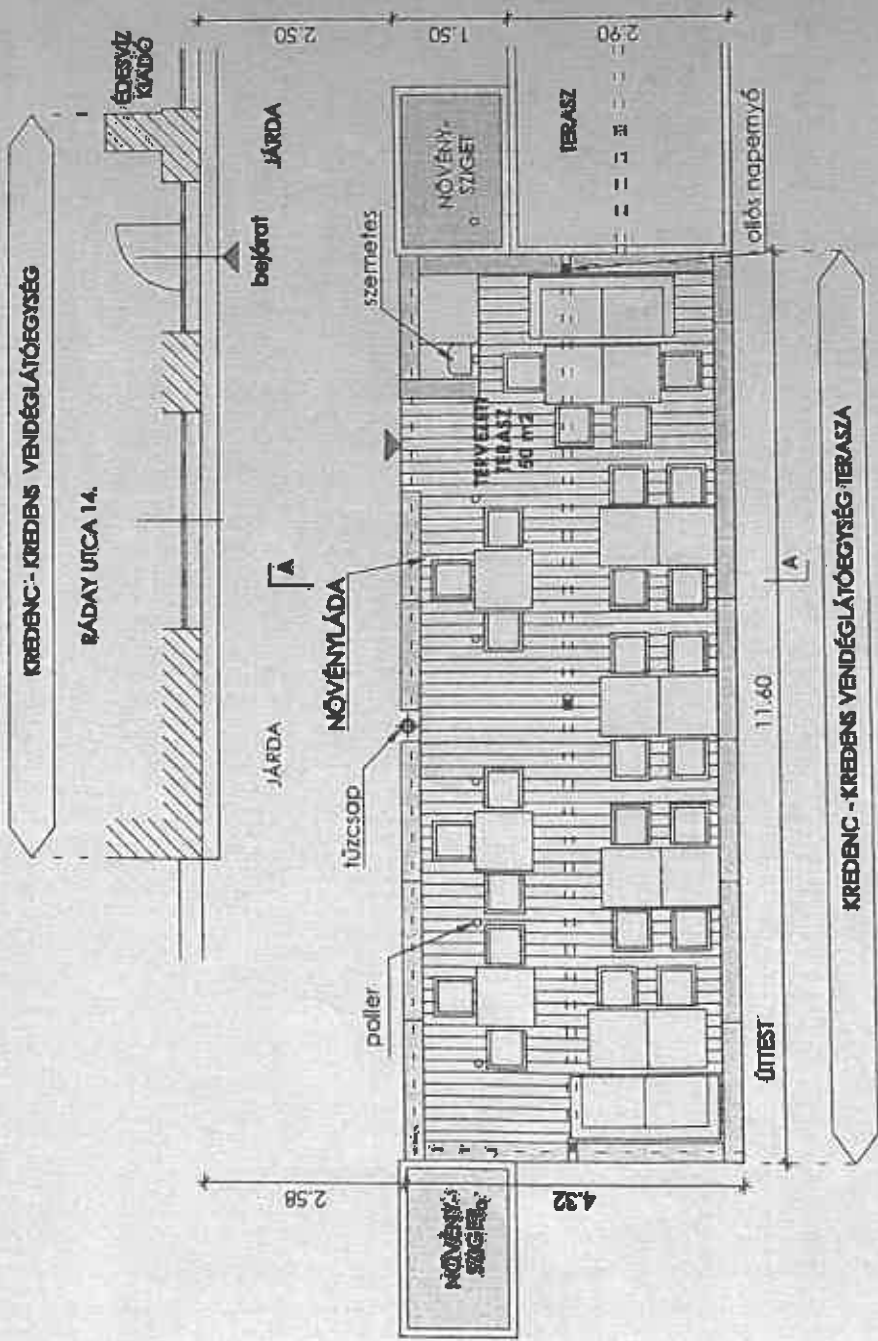 KREDENC - KREDENS VENDÉGLÁTÓEGYSÉG
RÁDAY UTCA 14.
ÉDESVÍZ
KIADÓ
bejárat
JÁRDA
JÁRDA
2.50
1.50
2.90
2.58
4.32
A
NÖVÉNYLÁDA
tűzcsap
poller
szemetes
NÖVÉNY-
SZIGET
TERASZ
ollós napernyő
TERVEZETT
TERASZ
50 m2
NÖVÉNY-
SZIGET
A
11.60
ÚTTEST
KREDENC - KREDENS VENDÉGLÁTÓEGYSÉG TERASZA